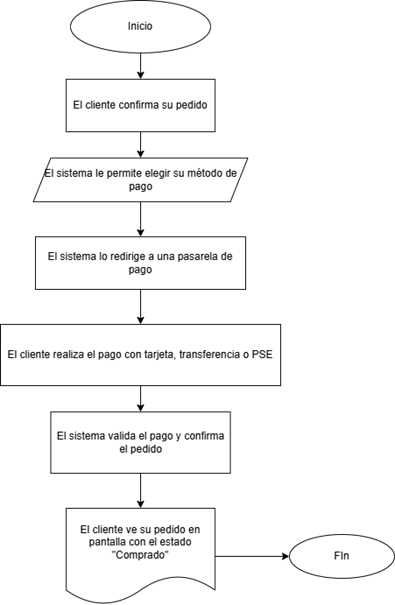 Inicio
El cliente confirma su pedido
El sistema le permite elegir su método de
pago
El sistema lo redirige a una pasarela de
pago
El cliente realiza el pago con tarjeta, transferencia o PSE
El sistema valida el pago y confirma
el pedido
El cliente ve su pedido en
pantalla con el estado
"Comprado"
FIn